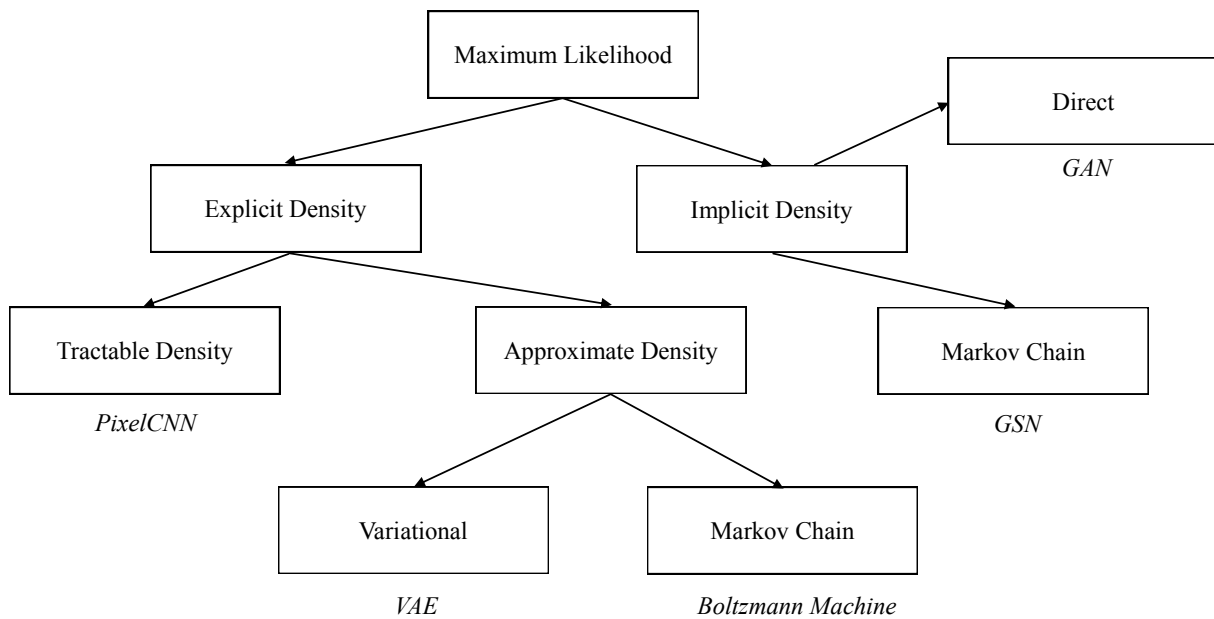 Maximum Likelihood
Direct
GAN
Explicit Density
Implicit Density
Tractable Density
Approximate Density
Markov Chain
PixelCNN
GSN
Variational
Markov Chain
VAE
Boltzmann Machine